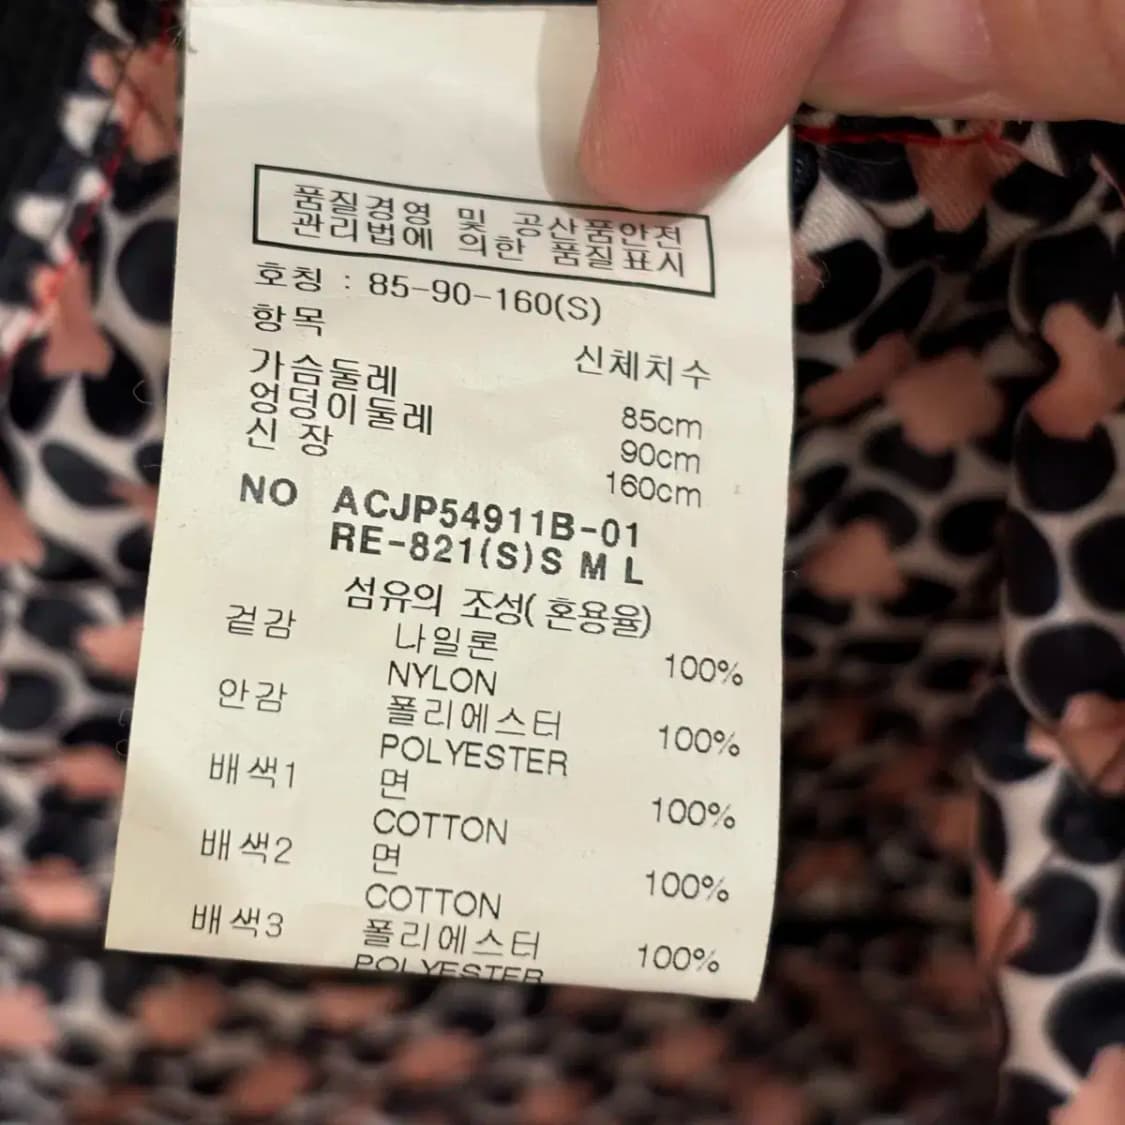 품질경영 및 공산품안전
관리법에 의한 품질표시
호칭 : 85-90-160(S)
항목 신체치수
가슴둘레 85cm
엉덩이둘레 90cm
신 장 160cm
NO ACJP54911B-01
RE-821(S)S M L
섬유의 조성(혼용율)
겉감 나일론 100%
NYLON
안감 폴리에스터 100%
POLYESTER
배색1 면 100%
COTTON
배색2 면 100%
COTTON
배색3 폴리에스터 100%
POLYESTER